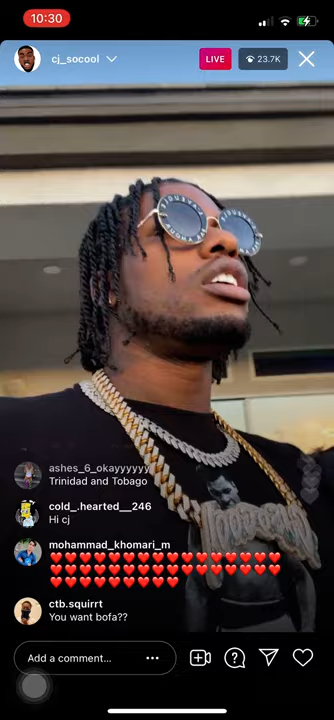 10:30
cj_socool
LIVE
23.7K
ashes_6_okayyyyyy
Trinidad and Tobago
cold_.hearted__246
Hi cj
mohammad_khomari_m
❤️❤️❤️❤️❤️❤️❤️❤️❤️❤️❤️❤️❤️❤️❤️❤️
❤️❤️❤️❤️❤️❤️❤️❤️❤️❤️❤️❤️❤️❤️❤️❤️
❤️❤️❤️❤️❤️❤️❤️
ctb.squirrt
You want bofa??
Add a comment...